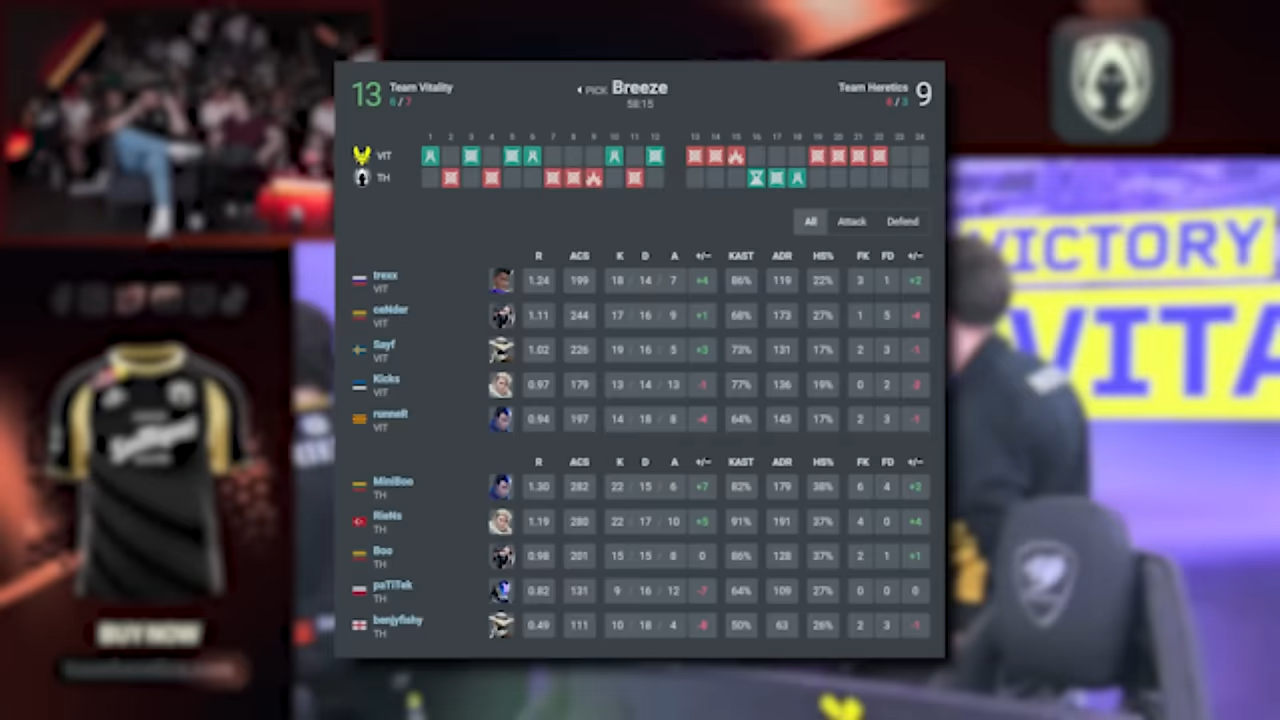 13 Team Vitality ◂ PICK Breeze Team Heretics 9
6 / 7 58:15 6 / 3
1 2 3 4 5 6 7 8 9 10 11 12 13 14 15 16 17 18 19 20 21 22 23 24
VIT
TH
All Attack Defend
R ACS K D A +/– KAST ADR HS% FK FD +/–
trexx 1.24 199 18 / 14 / 7 +4 86% 119 22% 3 1 +2
VIT
ceNder 1.11 244 17 / 16 / 9 +1 68% 173 27% 1 5 -4
VIT
Sayf 1.02 226 19 / 16 / 5 +3 73% 131 17% 2 3 -1
VIT
Kicks 0.97 179 13 / 14 / 13 -1 77% 136 19% 0 2 -2
VIT
runneR 0.94 197 14 / 18 / 8 -4 64% 143 17% 2 3 -1
VIT
R ACS K D A +/– KAST ADR HS% FK FD +/–
MiniBoo 1.30 282 22 / 15 / 6 +7 82% 179 38% 6 4 +2
TH
RieNs 1.19 280 22 / 17 / 10 +5 91% 191 37% 4 0 +4
TH
Boo 0.98 201 15 / 15 / 8 0 86% 128 37% 2 1 +1
TH
paTiTek 0.82 131 9 / 16 / 12 -7 64% 109 27% 0 0 0
TH
benjyfishy 0.49 111 10 / 18 / 4 -8 50% 63 26% 2 3 -1
TH
VICTORY
VITA
BUY NOW